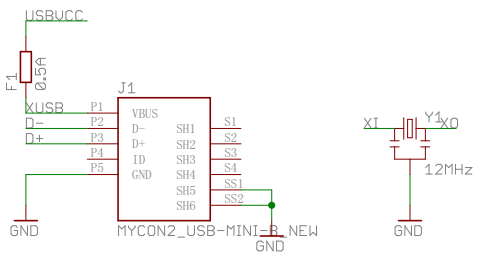 USBVCC
F1
0.5A
J1
XUSB
D-
D+
P1
P2
P3
P4
P5
VBUS
D-
D+
ID
GND
SH1
SH2
SH3
SH4
SH5
SH6
S1
S2
S3
S4
SS1
SS2
GND
MYCON2_USB-MINI-B_NEW
GND
XI
Y1
XO
12MHz
GND